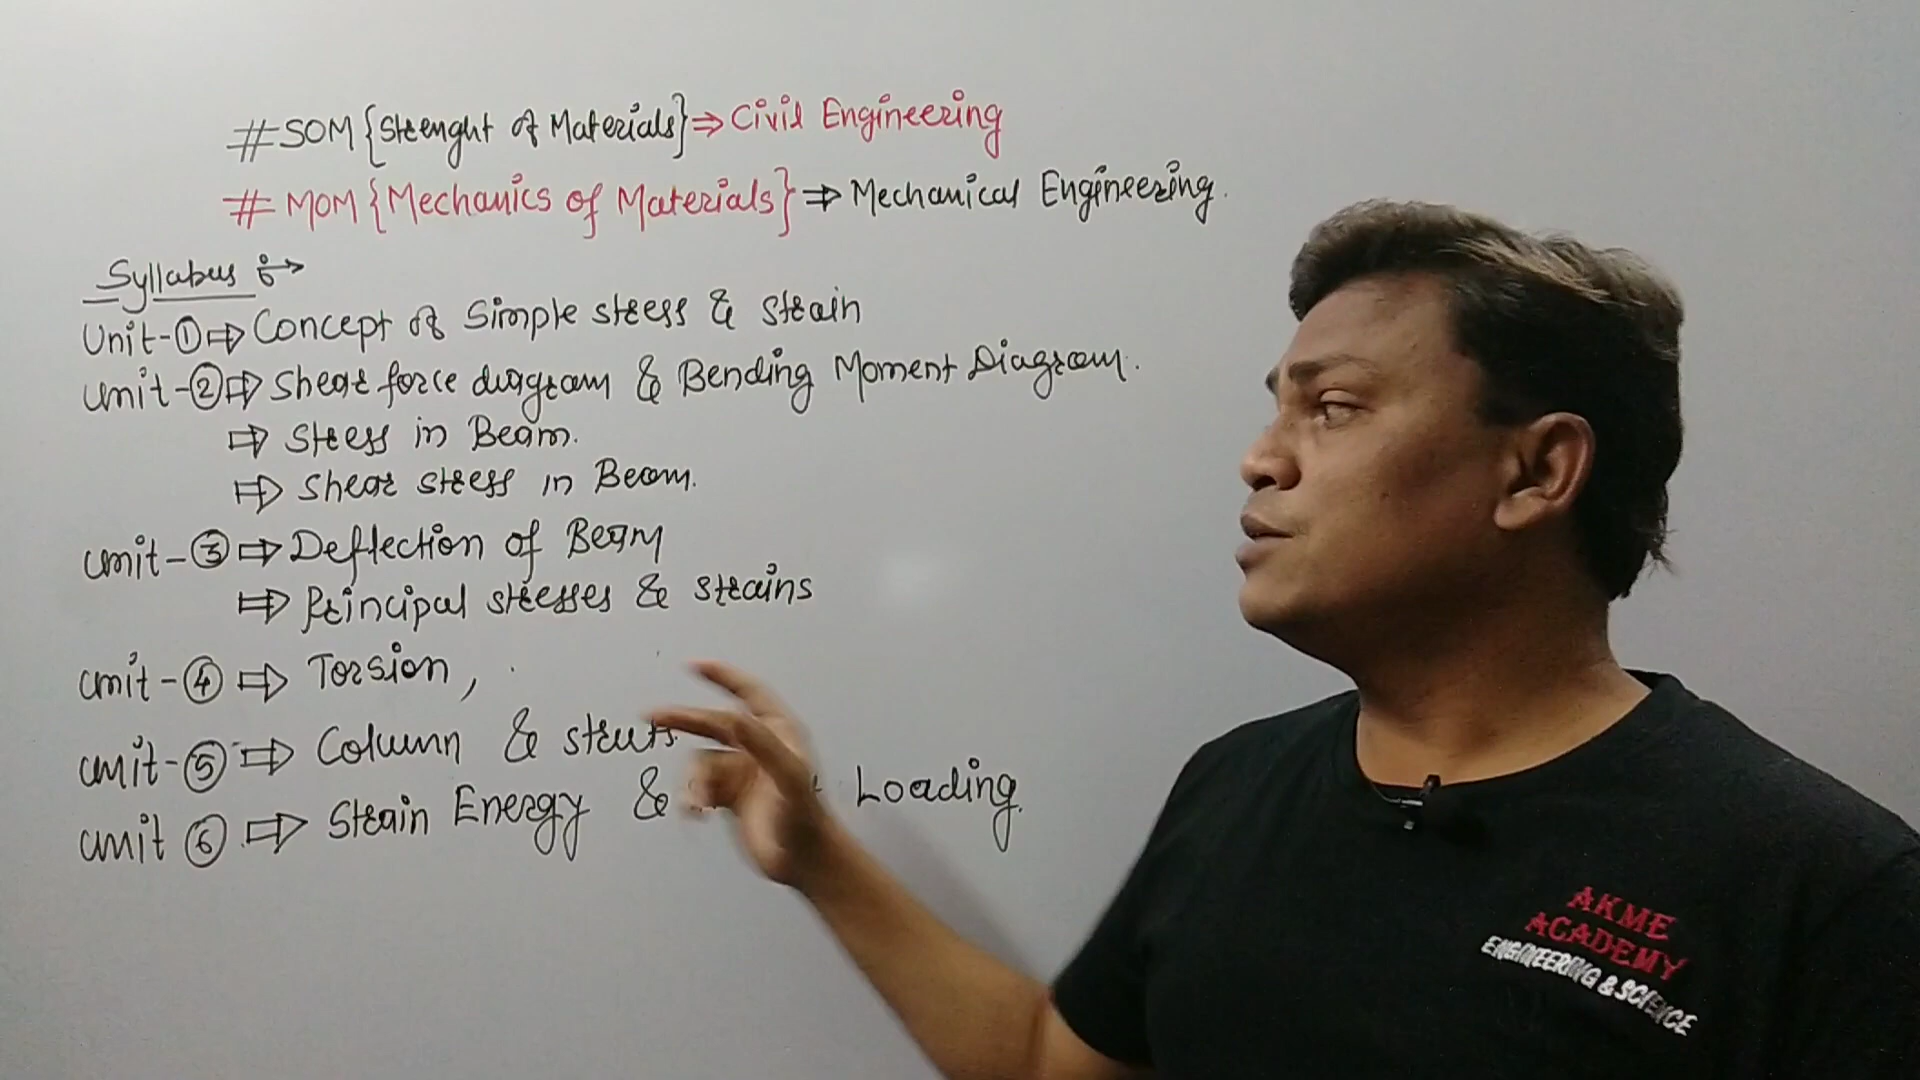 #SOM{Strenght of Materials}⇒Civil Engineering
#MOM{Mechanics of Materials}⇒Mechanical Engineering.
Syllabus :→
Unit-①⇒Concept of Simple stress & strain
unit-②⇒Shear force diagram & Bending Moment Diagram.
⇒ stress in Beam.
⇒ shear stress in Beam.
unit-③⇒Deflection of Beam
⇒ Principal stresses & strains
unit-④⇒ Torsion,
unit-⑤⇒ Column & struts
unit ⑥⇒ Strain Energy & Loading.
AKME
ACADEMY
ENGINEERING & SCIENCE